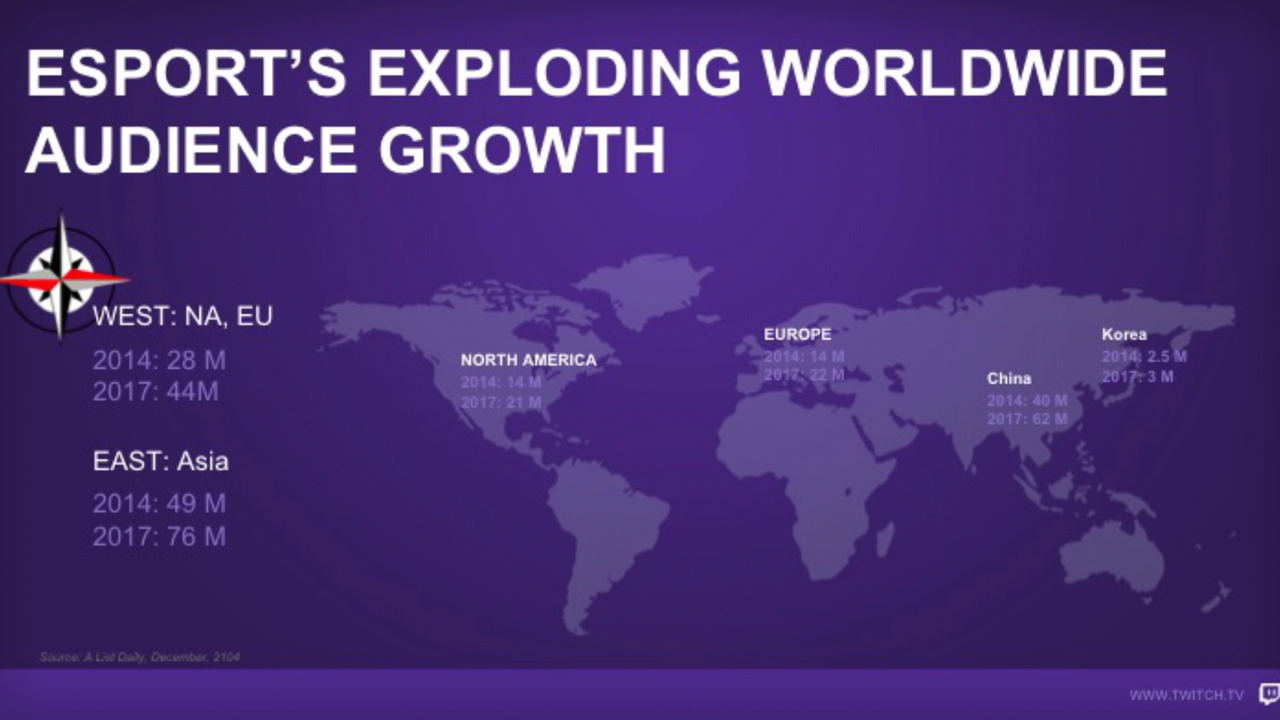 ESPORT’S EXPLODING WORLDWIDE
AUDIENCE GROWTH
WEST: NA, EU
2014: 28 M
2017: 44M
EAST: Asia
2014: 49 M
2017: 76 M
NORTH AMERICA
2014: 14 M
2017: 21 M
EUROPE
2014: 14 M
2017: 22 M
China
2014: 40 M
2017: 62 M
Korea
2014: 2.5 M
2017: 3 M
Source: A List Daily, December, 2104
WWW.TWITCH.TV